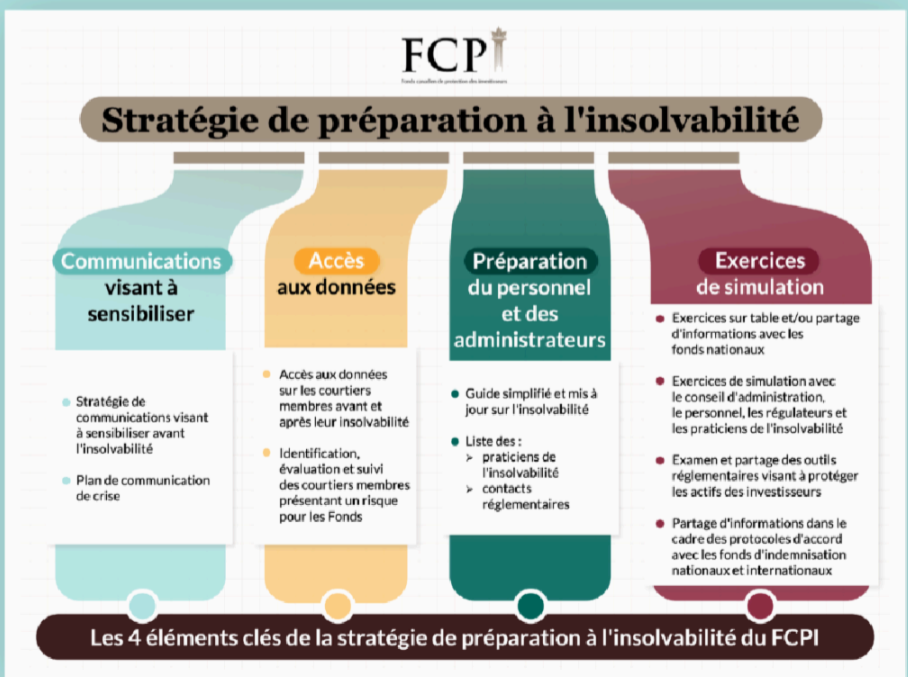 FCPI
Fonds canadien de protection des investisseurs
Stratégie de préparation à l'insolvabilité
Communications
visant à
sensibiliser
Stratégie de
communications visant
à sensibiliser avant
l'insolvabilité
Plan de communication
de crise
Accès
aux données
Accès aux données
sur les courtiers
membres avant et
après leur insolvabilité
Identification,
évaluation et suivi
des courtiers membres
présentant un risque
pour les Fonds
Préparation
du personnel
et des
administrateurs
Guide simplifié et mis à
jour sur l'insolvabilité
Liste des :
praticiens de
l'insolvabilité
contacts
réglementaires
Exercices
de simulation
Exercices sur table et/ou partage
d'informations avec les
fonds nationaux
Exercices de simulation avec
le conseil d'administration,
le personnel, les régulateurs et
les praticiens de l'insolvabilité
Examen et partage des outils
réglementaires visant à protéger
les actifs des investisseurs
Partage d'informations dans le
cadre des protocoles d'accord
avec les fonds d'indemnisation
nationaux et internationaux
Les 4 éléments clés de la stratégie de préparation à l'insolvabilité du FCPI